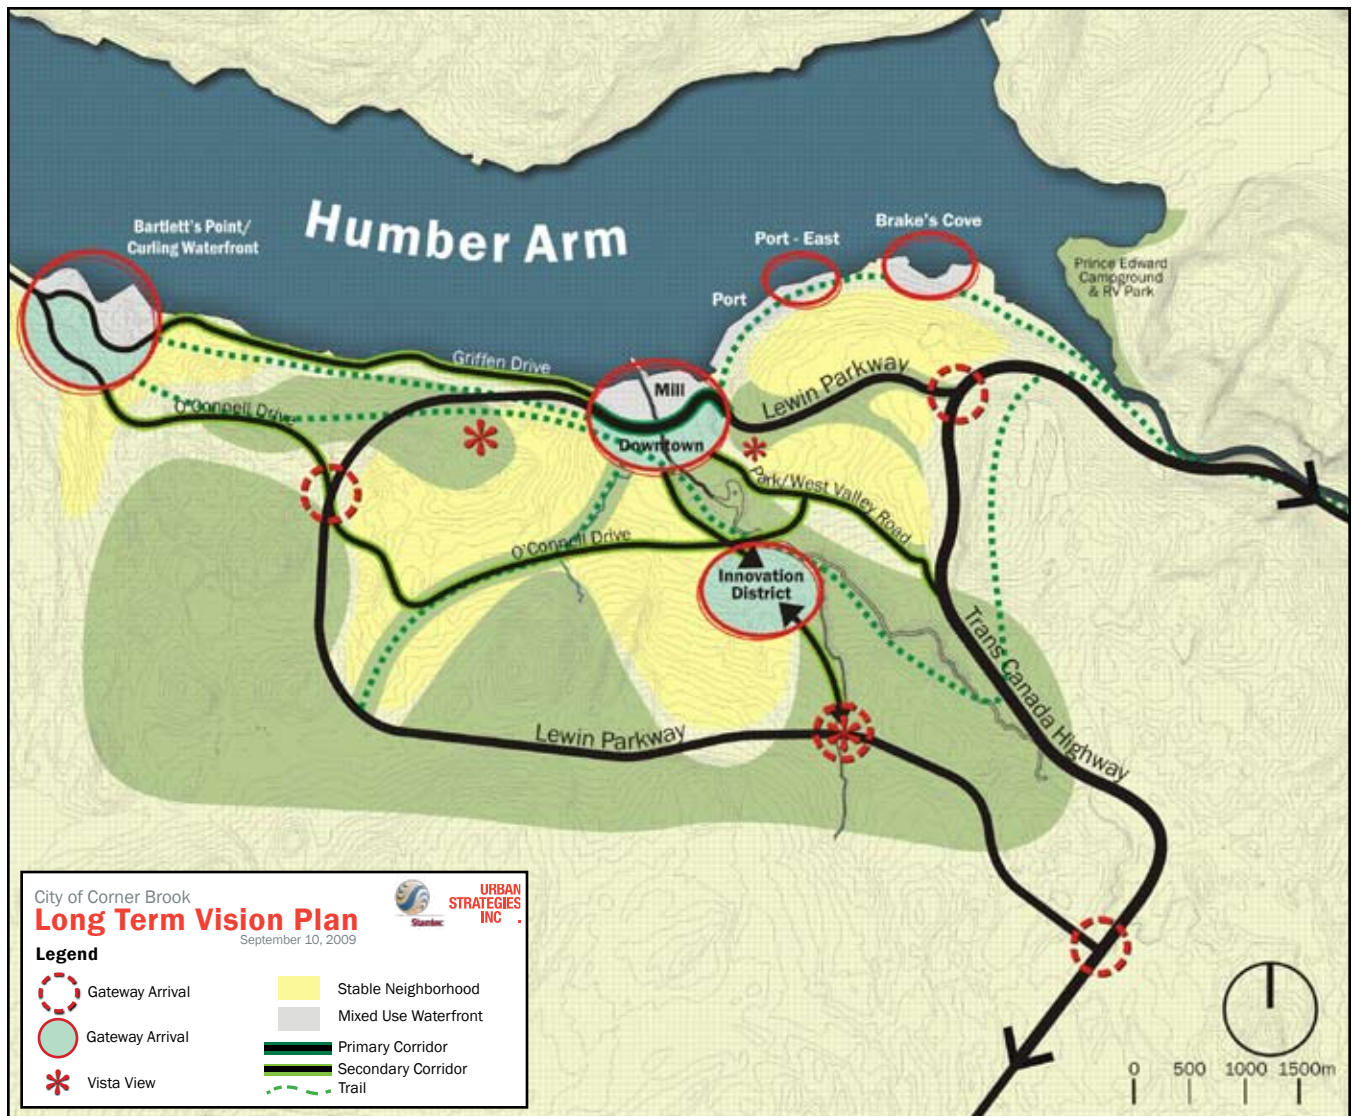 Bartlett's Point/
Curling Waterfront
Humber Arm
Port - East
Brake's Cove
Port
Prince Edward
Campground
& RV Park
Griffen Drive
Mill
Lewin Parkway
O'Connell Drive
Downtown
Park/West Valley Road
O'Connell Drive
Innovation
District
Trans Canada Highway
Lewin Parkway
City of Corner Brook
Long Term Vision Plan
September 10, 2009
Stantec
URBAN
STRATEGIES
INC .
Legend
Gateway Arrival
Gateway Arrival
Vista View
Stable Neighborhood
Mixed Use Waterfront
Primary Corridor
Secondary Corridor
Trail
0 500 1000 1500m